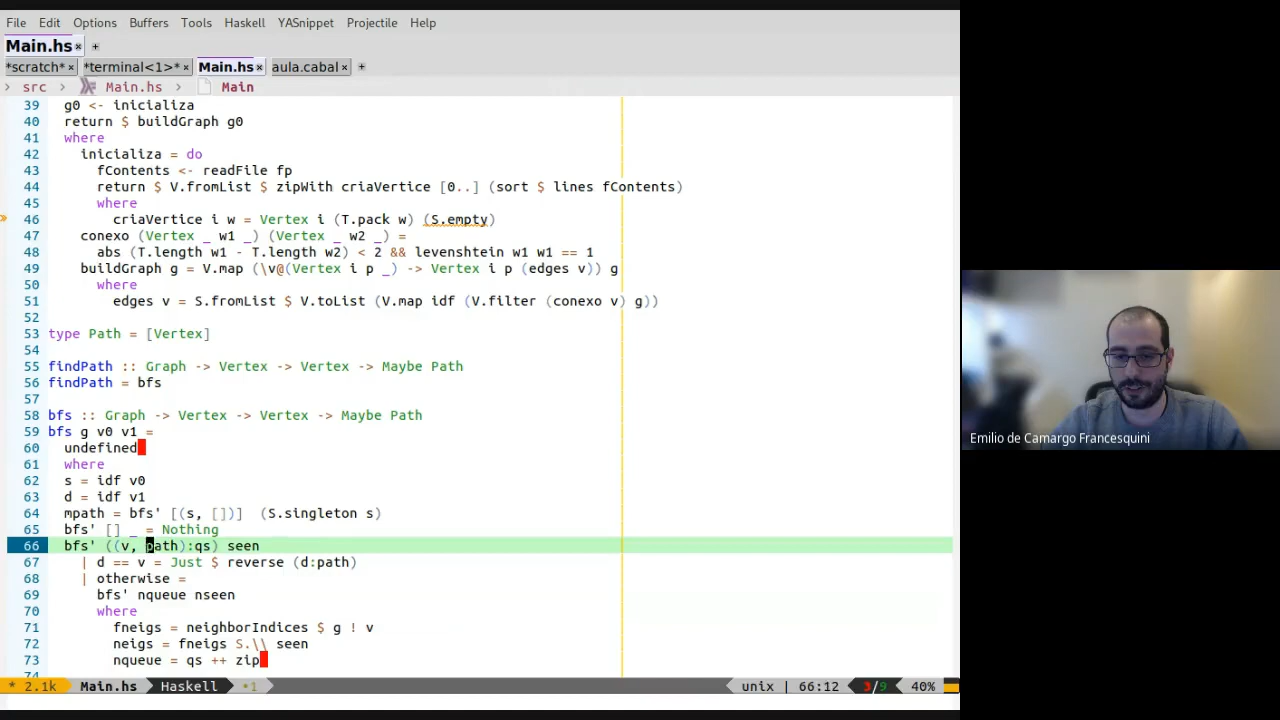 File Edit Options Buffers Tools Haskell YASnippet Projectile Help
Main.hs
*scratch* *terminal<1>* Main.hs aula.cabal
src > Main.hs > Main
39 g0 <- inicializa
40 return $ buildGraph g0
41 where
42 inicializa = do
43 fContents <- readFile fp
44 return $ V.fromList $ zipWith criaVertice [0..] (sort $ lines fContents)
45 where
46 criaVertice i w = Vertex i (T.pack w) (S.empty)
47 conexo (Vertex _ w1 _) (Vertex _ w2 _) =
48 abs (T.length w1 - T.length w2) < 2 && levenshtein w1 w1 == 1
49 buildGraph g = V.map (\v@(Vertex i p _) -> Vertex i p (edges v)) g
50 where
51 edges v = S.fromList $ V.toList (V.map idf (V.filter (conexo v) g))
52
53 type Path = [Vertex]
54
55 findPath :: Graph -> Vertex -> Vertex -> Maybe Path
56 findPath = bfs
57
58 bfs :: Graph -> Vertex -> Vertex -> Maybe Path
59 bfs g v0 v1 =
60 undefined
61 where
62 s = idf v0
63 d = idf v1
64 mpath = bfs' [(s, [])] (S.singleton s)
65 bfs' [] _ = Nothing
66 bfs' ((v, path):qs) seen
67 | d == v = Just $ reverse (d:path)
68 | otherwise =
69 bfs' nqueue nseen
70 where
71 fneigs = neighborIndices $ g ! v
72 neigs = fneigs S.\\ seen
73 nqueue = qs ++ zip
74
* 2.1k Main.hs Haskell •1 unix | 66:12 3/9 40%
Emilio de Camargo Francesquini